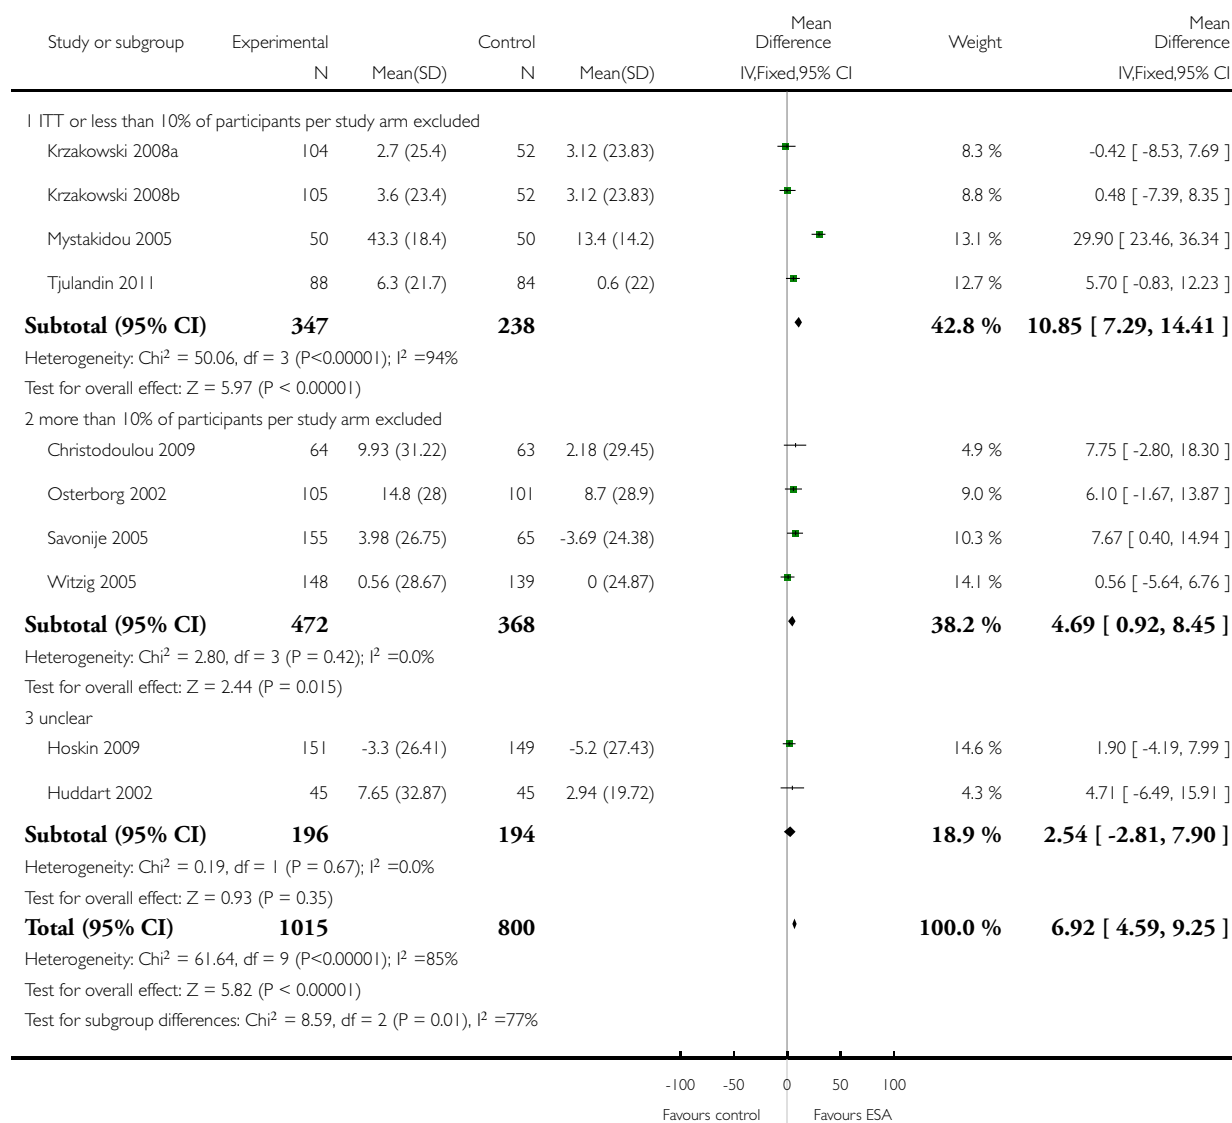 Study or subgroup Experimental Control Mean Difference Weight Mean Difference
N Mean(SD) N Mean(SD) IV,Fixed,95% CI IV,Fixed,95% CI
1 ITT or less than 10% of participants per study arm excluded
Krzakowski 2008a 104 2.7 (25.4) 52 3.12 (23.83) 8.3 % -0.42 [ -8.53, 7.69 ]
Krzakowski 2008b 105 3.6 (23.4) 52 3.12 (23.83) 8.8 % 0.48 [ -7.39, 8.35 ]
Mystakidou 2005 50 43.3 (18.4) 50 13.4 (14.2) 13.1 % 29.90 [ 23.46, 36.34 ]
Tjulandin 2011 88 6.3 (21.7) 84 0.6 (22) 12.7 % 5.70 [ -0.83, 12.23 ]
Subtotal (95% CI) 347 238 42.8 % 10.85 [ 7.29, 14.41 ]
Heterogeneity: Chi² = 50.06, df = 3 (P<0.00001); I² =94%
Test for overall effect: Z = 5.97 (P < 0.00001)
2 more than 10% of participants per study arm excluded
Christodoulou 2009 64 9.93 (31.22) 63 2.18 (29.45) 4.9 % 7.75 [ -2.80, 18.30 ]
Osterborg 2002 105 14.8 (28) 101 8.7 (28.9) 9.0 % 6.10 [ -1.67, 13.87 ]
Savonije 2005 155 3.98 (26.75) 65 -3.69 (24.38) 10.3 % 7.67 [ 0.40, 14.94 ]
Witzig 2005 148 0.56 (28.67) 139 0 (24.87) 14.1 % 0.56 [ -5.64, 6.76 ]
Subtotal (95% CI) 472 368 38.2 % 4.69 [ 0.92, 8.45 ]
Heterogeneity: Chi² = 2.80, df = 3 (P = 0.42); I² =0.0%
Test for overall effect: Z = 2.44 (P = 0.015)
3 unclear
Hoskin 2009 151 -3.3 (26.41) 149 -5.2 (27.43) 14.6 % 1.90 [ -4.19, 7.99 ]
Huddart 2002 45 7.65 (32.87) 45 2.94 (19.72) 4.3 % 4.71 [ -6.49, 15.91 ]
Subtotal (95% CI) 196 194 18.9 % 2.54 [ -2.81, 7.90 ]
Heterogeneity: Chi² = 0.19, df = 1 (P = 0.67); I² =0.0%
Test for overall effect: Z = 0.93 (P = 0.35)
Total (95% CI) 1015 800 100.0 % 6.92 [ 4.59, 9.25 ]
Heterogeneity: Chi² = 61.64, df = 9 (P<0.00001); I² =85%
Test for overall effect: Z = 5.82 (P < 0.00001)
Test for subgroup differences: Chi² = 8.59, df = 2 (P = 0.01), I² =77%
-100 -50 0 50 100
Favours control Favours ESA